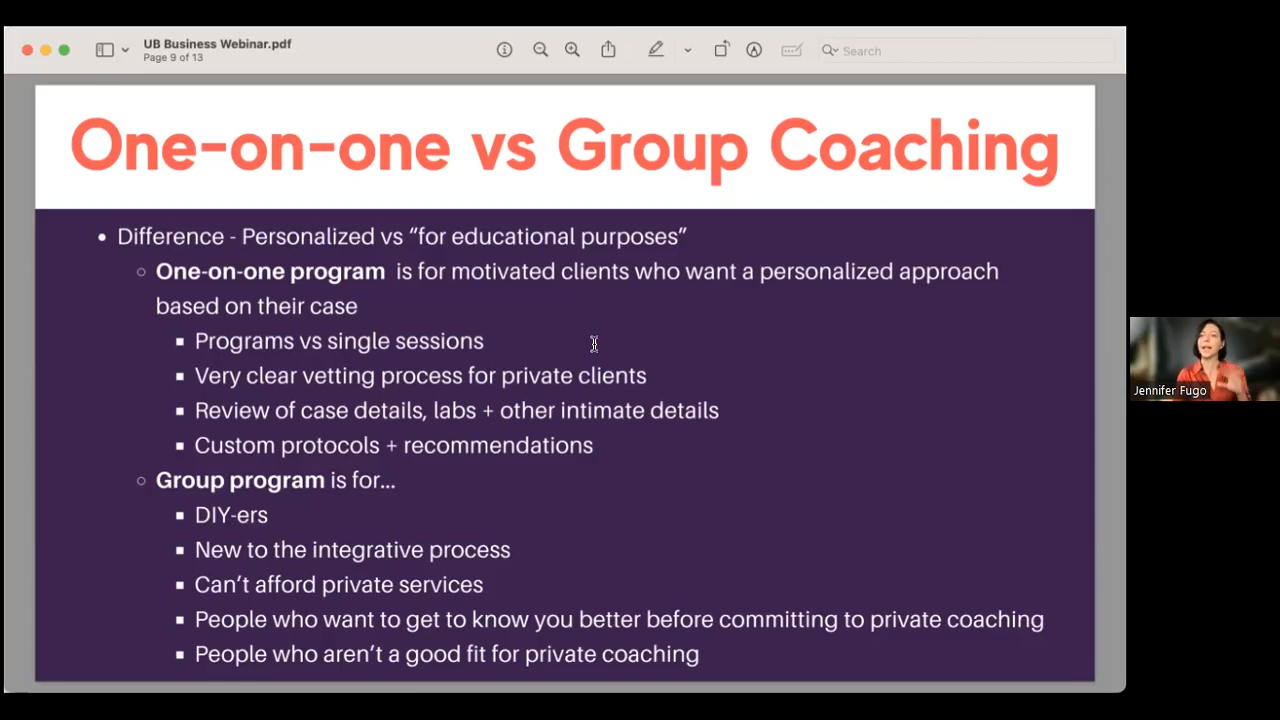 UB Business Webinar.pdf
Page 9 of 13
Search
One-on-one vs Group Coaching
• Difference - Personalized vs “for educational purposes”
○ One-on-one program is for motivated clients who want a personalized approach
based on their case
▪ Programs vs single sessions
▪ Very clear vetting process for private clients
▪ Review of case details, labs + other intimate details
▪ Custom protocols + recommendations
○ Group program is for...
▪ DIY-ers
▪ New to the integrative process
▪ Can’t afford private services
▪ People who want to get to know you better before committing to private coaching
▪ People who aren’t a good fit for private coaching
Jennifer Fugo